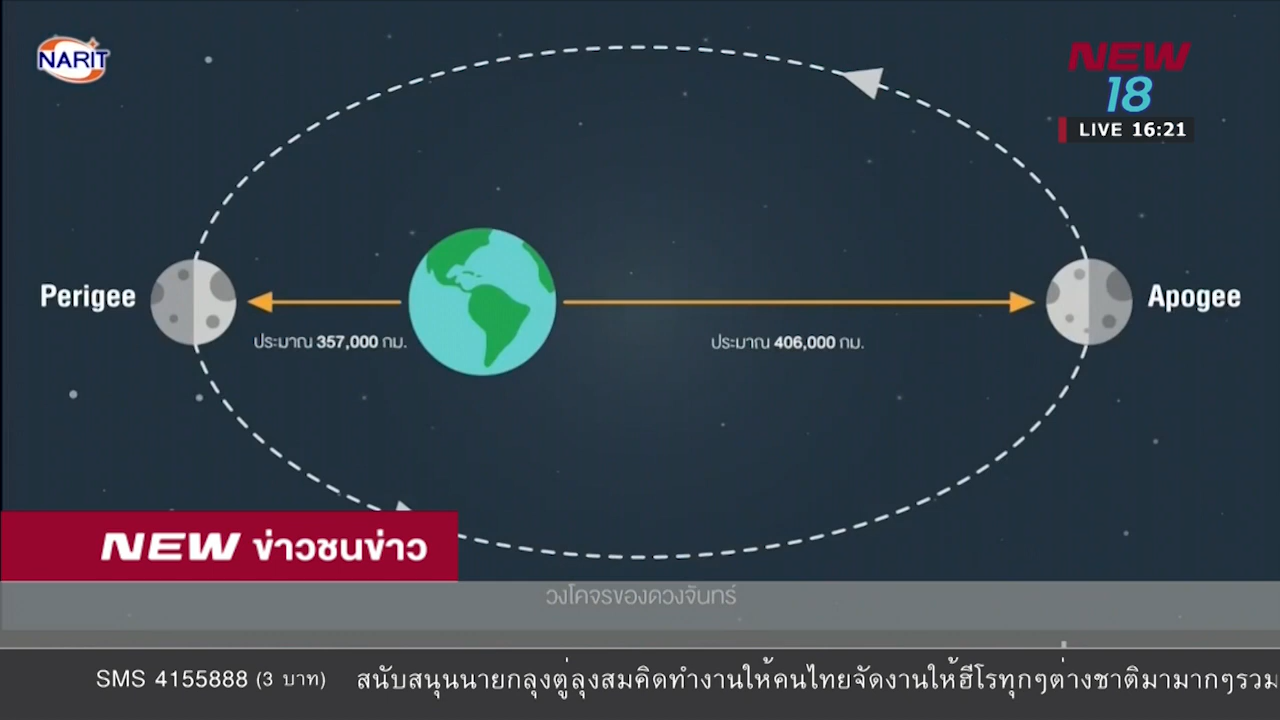 NARIT
NEW
18
LIVE 16:21
Perigee
Apogee
ประมาณ 357,000 กม.
ประมาณ 406,000 กม.
NEW ข่าวชนข่าว
วงโคจรของดวงจันทร์
SMS 4155888 (3 บาท) สนับสนุนนายกลุงตู่ลุงสมคิดทำงานให้คนไทยจัดงานให้ฮีโรทุกๆต่างชาติมามากๆรวม